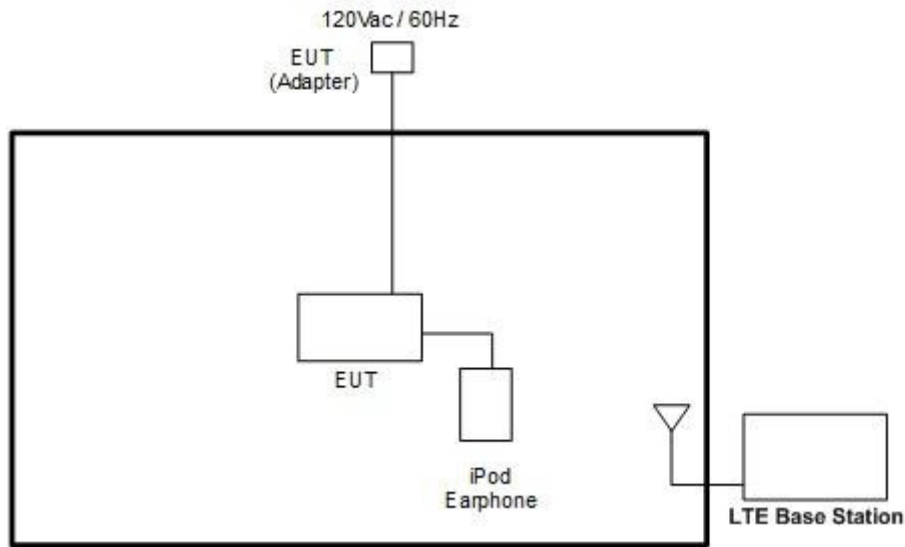 120Vac / 60Hz
EUT
(Adapter)
EUT
iPod
Earphone
LTE Base Station